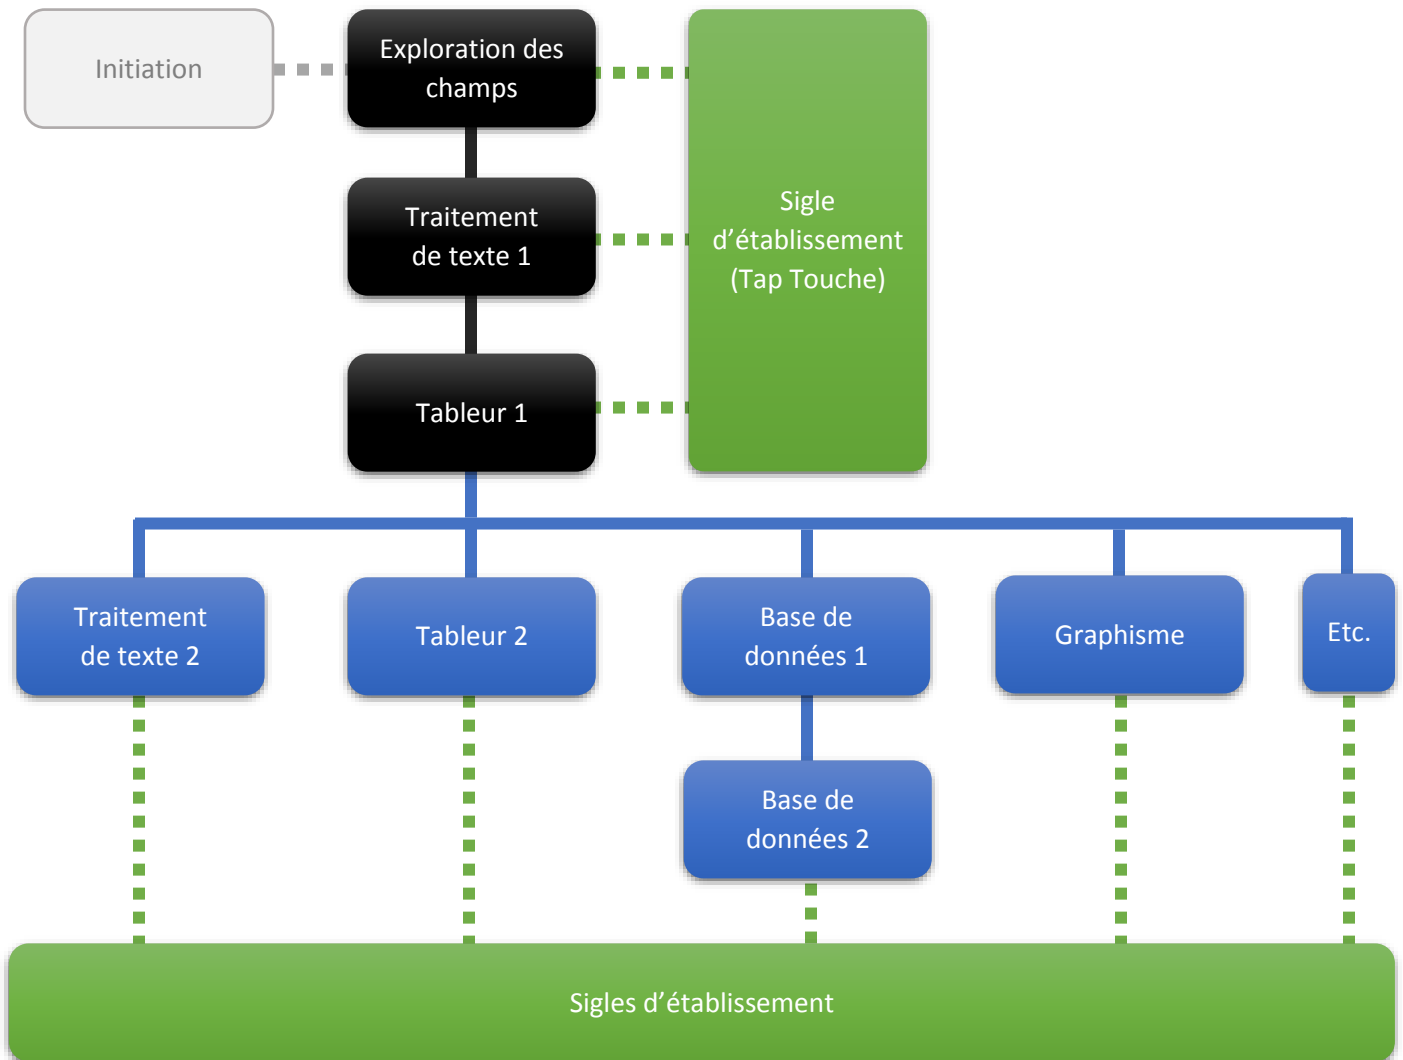 Initiation
Exploration des
champs
Traitement
de texte 1
Sigle
d’établissement
(Tap Touche)
Tableur 1
Traitement
de texte 2
Tableur 2
Base de
données 1
Graphisme
Etc.
Base de
données 2
Sigles d’établissement